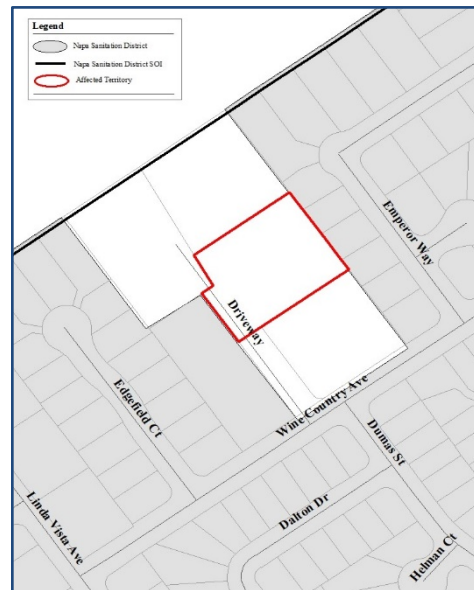 Legend
Napa Sanitation District
Napa Sanitation District SOI
Affected Territory
Emperor Way
Driveway
Wine Country Ave
Edgefield Ct
Dumas St
Linda Vista Ave
Dalton Dr
Helman Ct